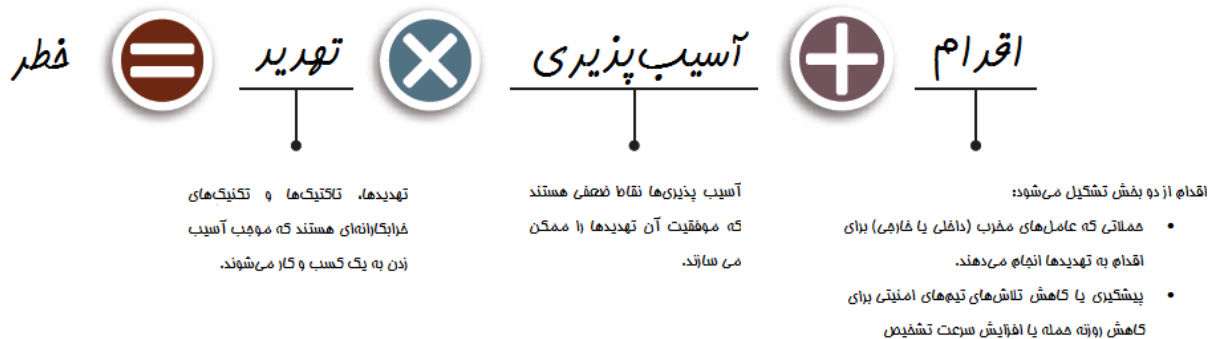 اقدام + آسیب‌پذیری × تهدید = خطر
اقدام از دو بخش تشکیل می‌شود:
• حملاتی که عامل‌های مخرب (داخلی یا خارجی) برای
اقدام به تهدیدها انجام می‌دهند.
• پیشگیری یا کاهش تلاش‌های تیم‌های امنیتی برای
کاهش روزنه حمله یا افزایش سرعت تشخیص
آسیب پذیری‌ها نقاط ضعفی هستند
که موفقیت آن تهدیدها را ممکن
می سازند.
تهدیدها، تاکتیک‌ها و تکنیک‌های
خرابکارانه‌ای هستند که موجب آسیب
زدن به یک کسب و کار می‌شوند.